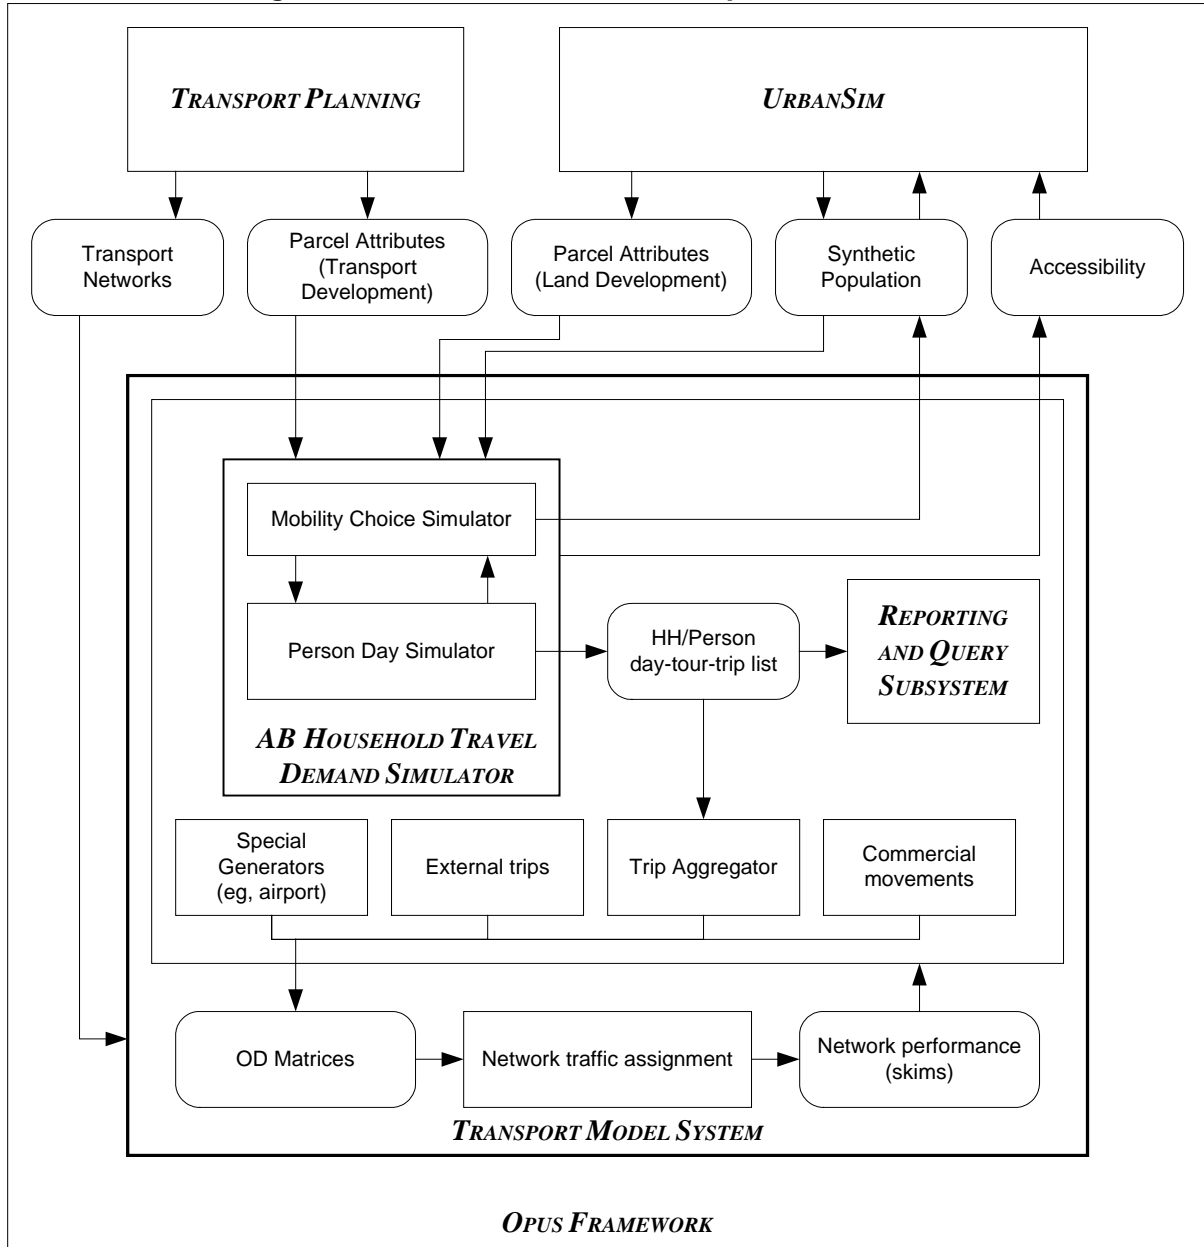 TRANSPORT PLANNING
URBANSIM
Transport
Networks
Parcel Attributes
(Transport
Development)
Parcel Attributes
(Land Development)
Synthetic
Population
Accessibility
Mobility Choice Simulator
Person Day Simulator
HH/Person
day-tour-trip list
REPORTING
AND QUERY
SUBSYSTEM
AB HOUSEHOLD TRAVEL
DEMAND SIMULATOR
Special
Generators
(eg, airport)
External trips
Trip Aggregator
Commercial
movements
OD Matrices
Network traffic assignment
Network performance
(skims)
TRANSPORT MODEL SYSTEM
OPUS FRAMEWORK